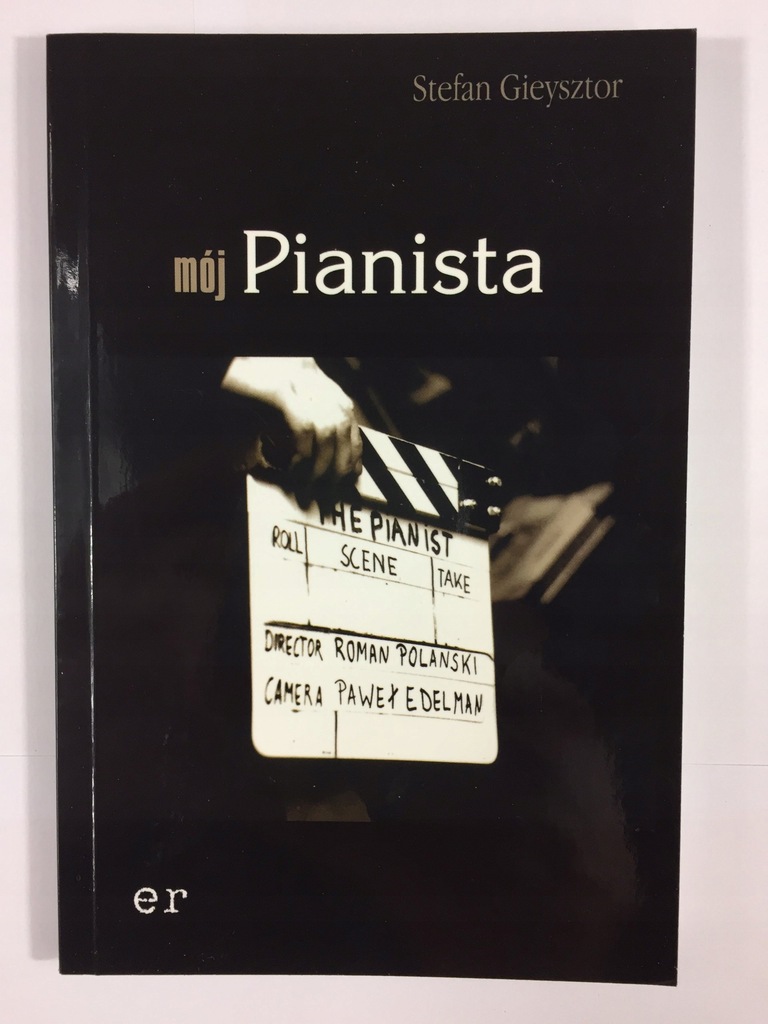 Stefan Gieysztor
mój Pianista
THE PIANIST
ROLL SCENE TAKE
DIRECTOR ROMAN POLANSKI
CAMERA PAWEŁ EDELMAN
er